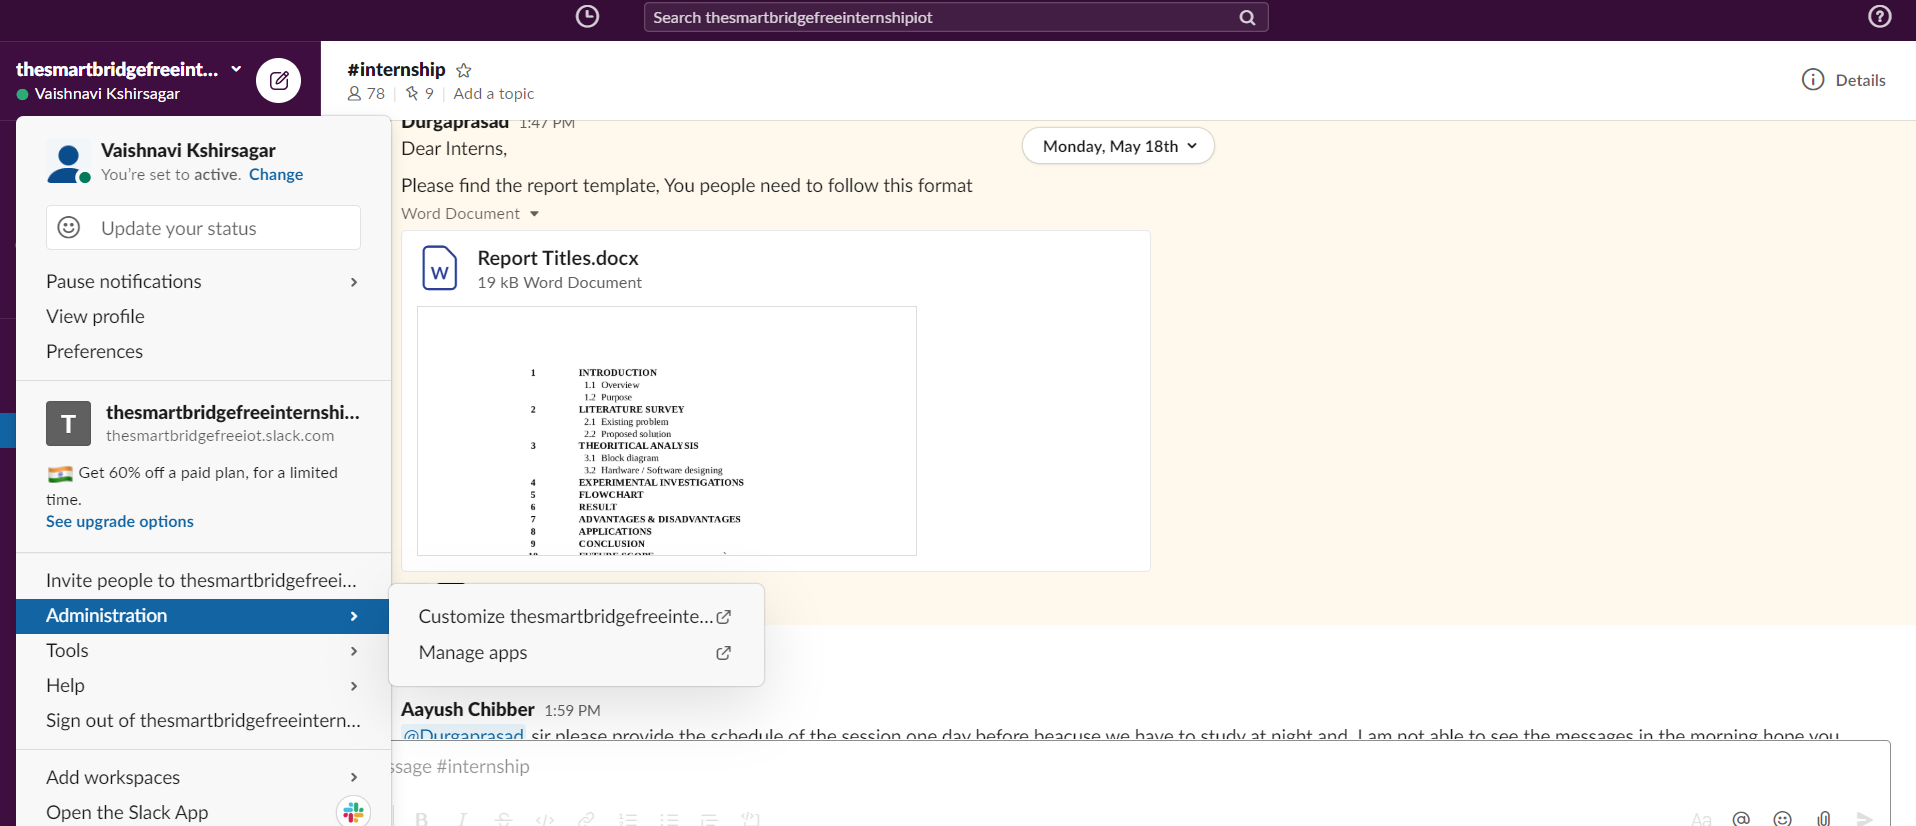 Search thesmartbridgefreeinternshipiot
thesmartbridgefreeint...
Vaishnavi Kshirsagar
#internship
78 | 9 | Add a topic
Details
Vaishnavi Kshirsagar
You're set to active. Change
Update your status
Pause notifications
View profile
Preferences
T
thesmartbridgefreeinternshi...
thesmartbridgefreeiot.slack.com
Get 60% off a paid plan, for a limited
time.
See upgrade options
Invite people to thesmartbridgefreei...
Administration
Tools
Help
Sign out of thesmartbridgefreeintern...
Add workspaces
Open the Slack App
Customize thesmartbridgefreeinte...
Manage apps
Durgaprasad 1:47 PM
Monday, May 18th
Dear Interns,
Please find the report template, You people need to follow this format
Word Document
W
Report Titles.docx
19 kB Word Document
1 INTRODUCTION
1.1 Overview
1.2 Purpose
2 LITERATURE SURVEY
2.1 Existing problem
2.2 Proposed solution
3 THEORITICAL ANALYSIS
3.1 Block diagram
3.2 Hardware / Software designing
4 EXPERIMENTAL INVESTIGATIONS
5 FLOWCHART
6 RESULT
7 ADVANTAGES & DISADVANTAGES
8 APPLICATIONS
9 CONCLUSION
10 FUTURE SCOPE
Aayush Chibber 1:59 PM
@Durgaprasad sir please provide the schedule of the session one day before beacuse we have to study at night and I am not able to see the messages in the morning hope you
ssage #internship
B I S </>
Aa @